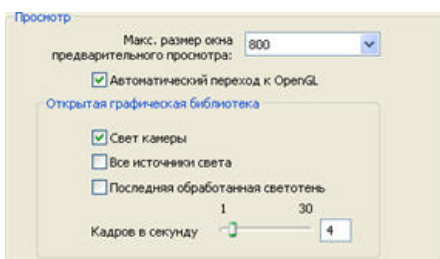 Просмотр
Макс. размер окна
предварительного просмотра:
800
Автоматический переход к OpenGL
Открытая графическая библиотека
Свет камеры
Все источники света
Последняя обработанная светотень
1 30
Кадров в секунду 4